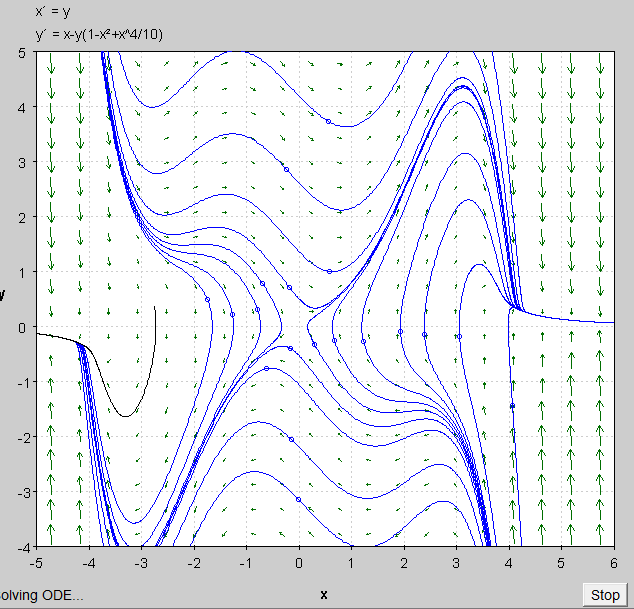 x´ = y
y´ = x-y(1-x²+x^4/10)
5
4
3
2
1
0
-1
-2
-3
-4
y
-5 -4 -3 -2 -1 0 1 2 3 4 5 6
x
olving ODE...
Stop